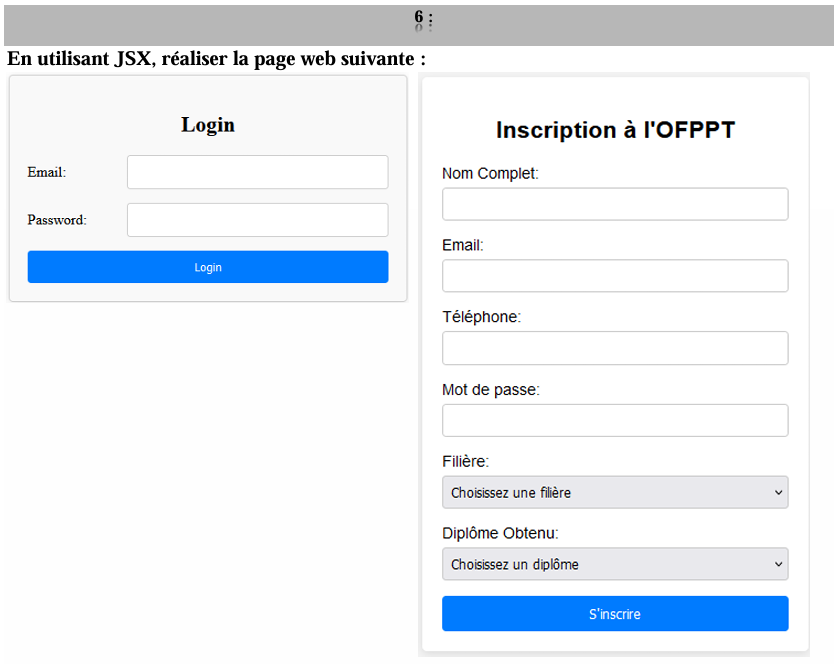 6 :
En utilisant JSX, réaliser la page web suivante :
Login
Email:
Password:
Login
Inscription à l'OFPPT
Nom Complet:
Email:
Téléphone:
Mot de passe:
Filière:
Choisissez une filière
Diplôme Obtenu:
Choisissez un diplôme
S'inscrire